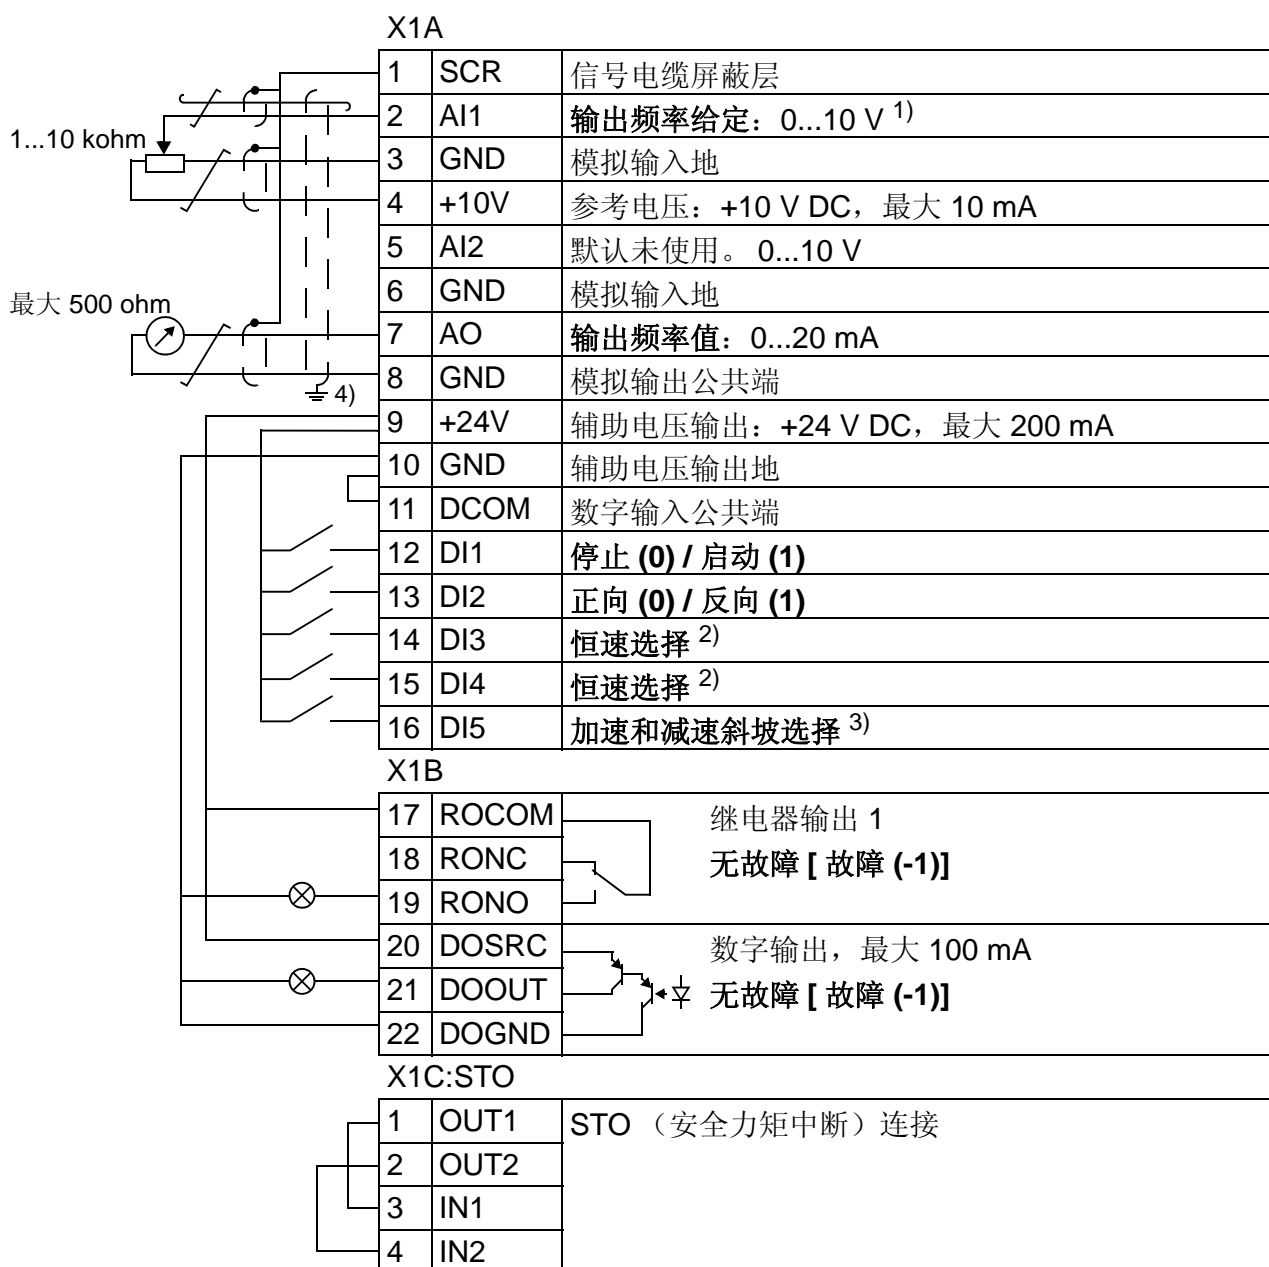 X1A
1 SCR 信号电缆屏蔽层
2 AI1 输出频率给定：0...10 V 1)
1...10 kohm
3 GND 模拟输入地
4 +10V 参考电压：+10 V DC，最大 10 mA
5 AI2 默认未使用。 0...10 V
6 GND 模拟输入地
最大 500 ohm
7 AO 输出频率值：0...20 mA
8 GND 模拟输出公共端
4)
9 +24V 辅助电压输出：+24 V DC，最大 200 mA
10 GND 辅助电压输出地
11 DCOM 数字输入公共端
12 DI1 停止 (0) / 启动 (1)
13 DI2 正向 (0) / 反向 (1)
14 DI3 恒速选择 2)
15 DI4 恒速选择 2)
16 DI5 加速和减速斜坡选择 3)
X1B
17 ROCOM 继电器输出 1
18 RONC 无故障 [ 故障 (-1)]
19 RONO
20 DOSRC 数字输出，最大 100 mA
21 DOOUT 无故障 [ 故障 (-1)]
22 DOGND
X1C:STO
1 OUT1 STO （安全力矩中断）连接
2 OUT2
3 IN1
4 IN2